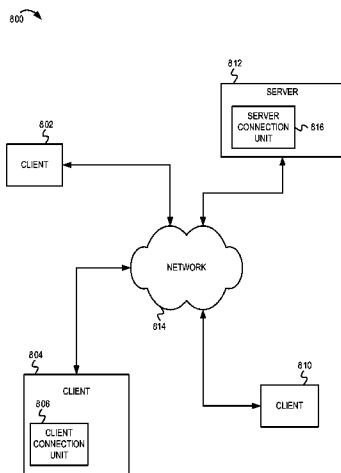 800
812
SERVER
SERVER
CONNECTION
UNIT
816
802
CLIENT
NETWORK
814
804
CLIENT
806
CLIENT
CONNECTION
UNIT
810
CLIENT